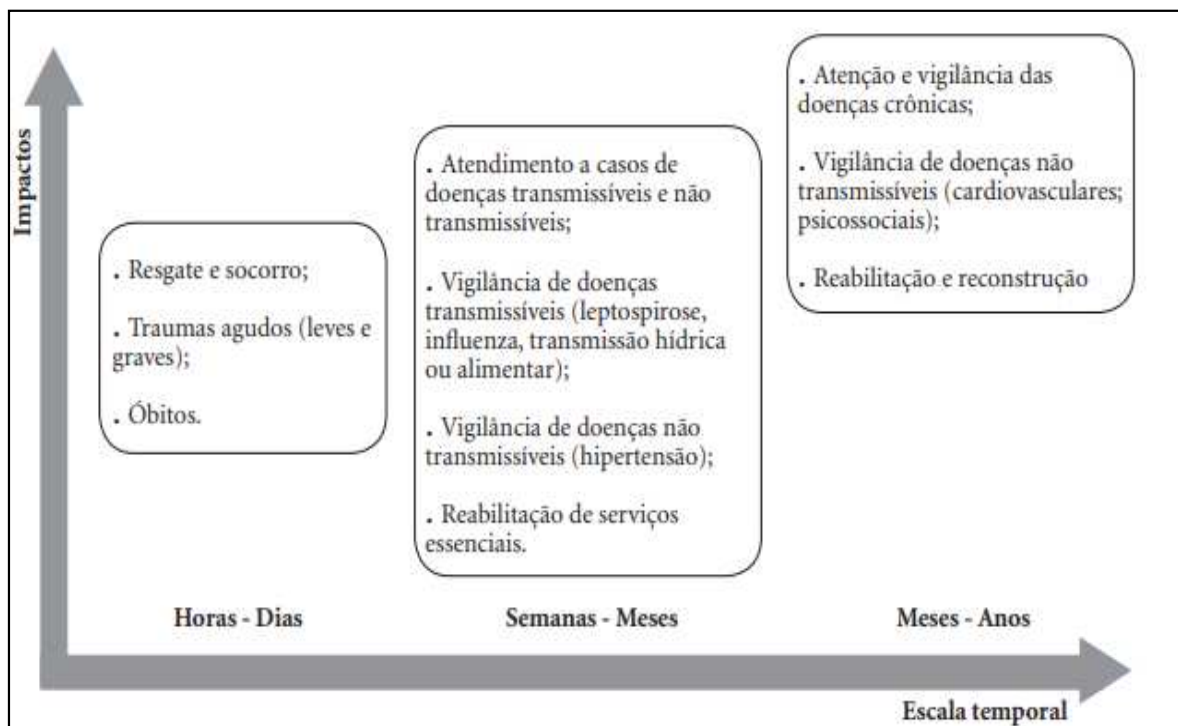 Impactos
. Resgate e socorro;
. Traumas agudos (leves e
graves);
. Óbitos.
. Atendimento a casos de
doenças transmissíveis e não
transmissíveis;
. Vigilância de doenças
transmissíveis (leptospirose,
influenza, transmissão hídrica
ou alimentar);
. Vigilância de doenças não
transmissíveis (hipertensão);
. Reabilitação de serviços
essenciais.
. Atenção e vigilância das
doenças crônicas;
. Vigilância de doenças não
transmissíveis (cardiovasculares;
psicossociais);
. Reabilitação e reconstrução
Horas - Dias
Semanas - Meses
Meses - Anos
Escala temporal